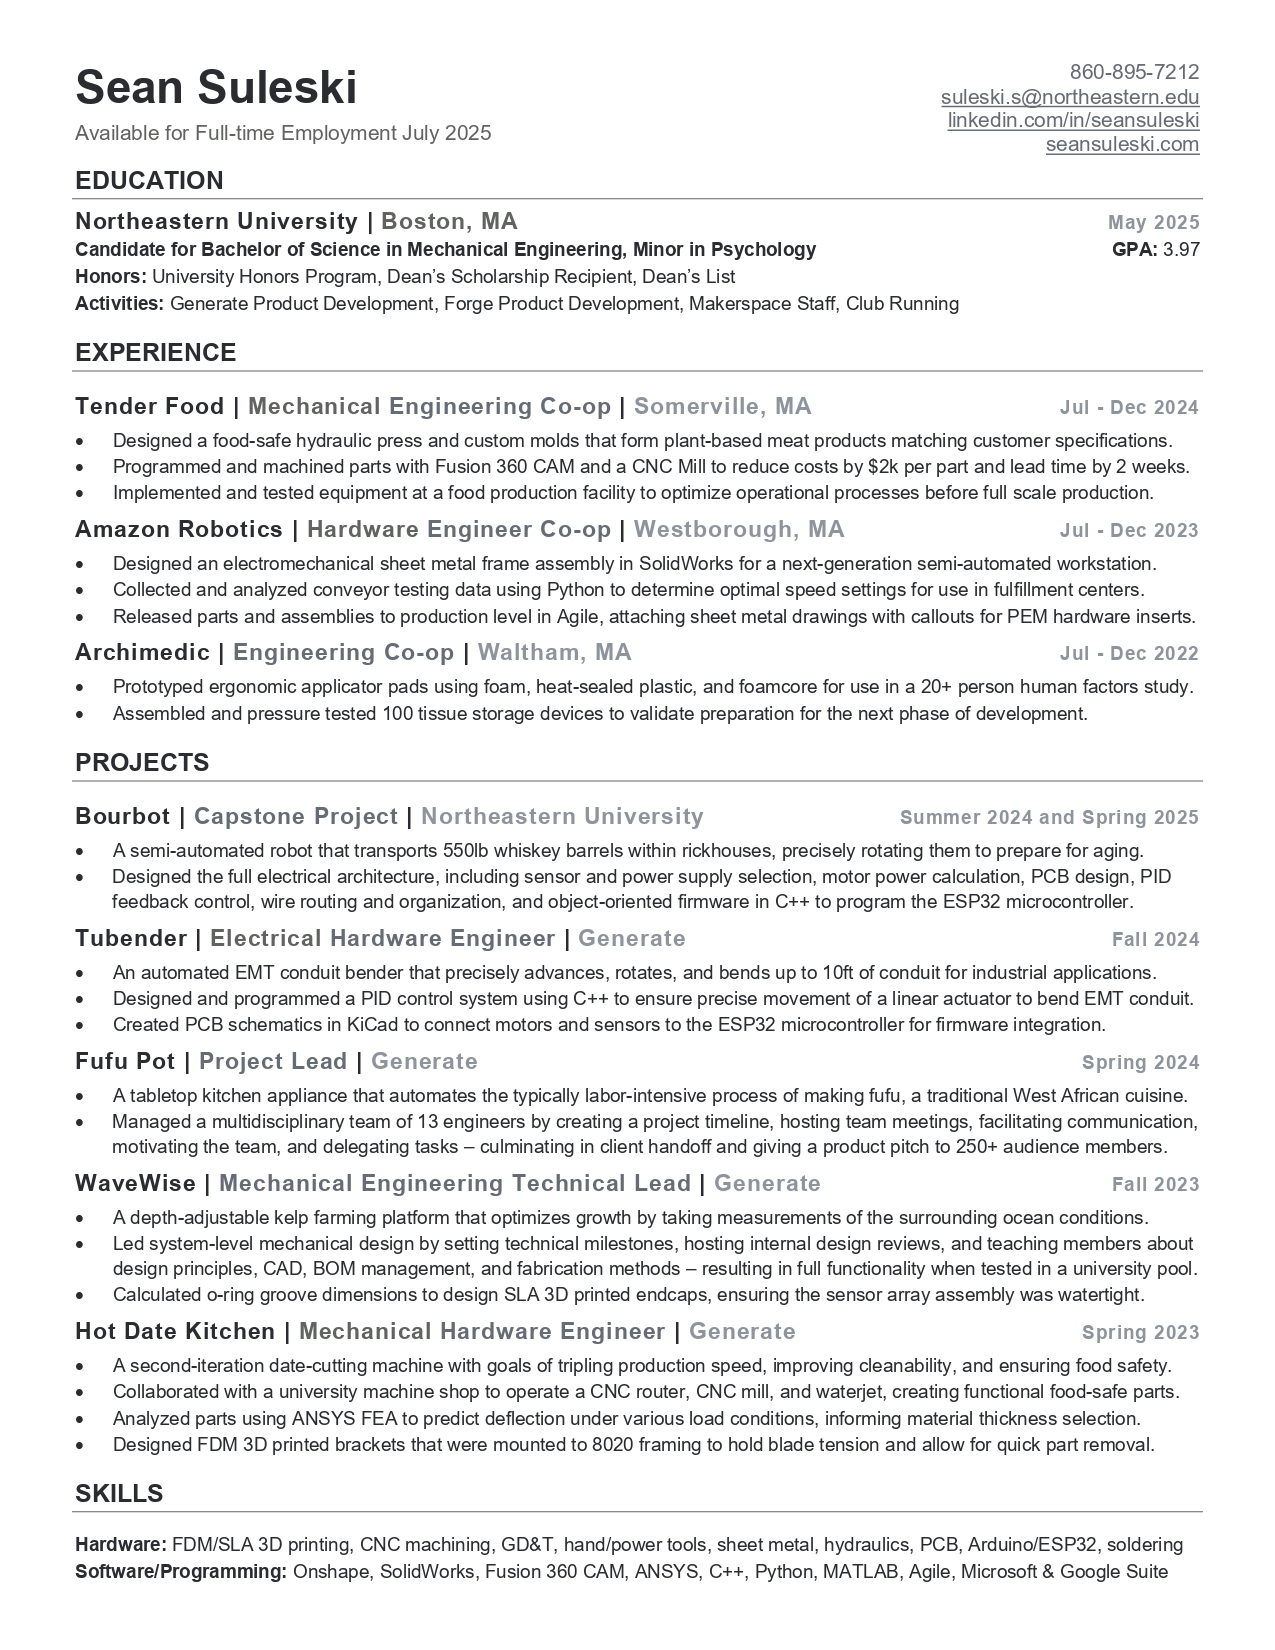 Sean Suleski
Available for Full-time Employment July 2025
860-895-7212
suleski.s@northeastern.edu
linkedin.com/in/seansuleski
seansuleski.com
EDUCATION
Northeastern University | Boston, MA May 2025
Candidate for Bachelor of Science in Mechanical Engineering, Minor in Psychology GPA: 3.97
Honors: University Honors Program, Dean’s Scholarship Recipient, Dean’s List
Activities: Generate Product Development, Forge Product Development, Makerspace Staff, Club Running
EXPERIENCE
Tender Food | Mechanical Engineering Co-op | Somerville, MA Jul - Dec 2024
• Designed a food-safe hydraulic press and custom molds that form plant-based meat products matching customer specifications.
• Programmed and machined parts with Fusion 360 CAM and a CNC Mill to reduce costs by $2k per part and lead time by 2 weeks.
• Implemented and tested equipment at a food production facility to optimize operational processes before full scale production.
Amazon Robotics | Hardware Engineer Co-op | Westborough, MA Jul - Dec 2023
• Designed an electromechanical sheet metal frame assembly in SolidWorks for a next-generation semi-automated workstation.
• Collected and analyzed conveyor testing data using Python to determine optimal speed settings for use in fulfillment centers.
• Released parts and assemblies to production level in Agile, attaching sheet metal drawings with callouts for PEM hardware inserts.
Archimedic | Engineering Co-op | Waltham, MA Jul - Dec 2022
• Prototyped ergonomic applicator pads using foam, heat-sealed plastic, and foamcore for use in a 20+ person human factors study.
• Assembled and pressure tested 100 tissue storage devices to validate preparation for the next phase of development.
PROJECTS
Bourbot | Capstone Project | Northeastern University Summer 2024 and Spring 2025
• A semi-automated robot that transports 550lb whiskey barrels within rickhouses, precisely rotating them to prepare for aging.
• Designed the full electrical architecture, including sensor and power supply selection, motor power calculation, PCB design, PID
feedback control, wire routing and organization, and object-oriented firmware in C++ to program the ESP32 microcontroller.
Tubender | Electrical Hardware Engineer | Generate Fall 2024
• An automated EMT conduit bender that precisely advances, rotates, and bends up to 10ft of conduit for industrial applications.
• Designed and programmed a PID control system using C++ to ensure precise movement of a linear actuator to bend EMT conduit.
• Created PCB schematics in KiCad to connect motors and sensors to the ESP32 microcontroller for firmware integration.
Fufu Pot | Project Lead | Generate Spring 2024
• A tabletop kitchen appliance that automates the typically labor-intensive process of making fufu, a traditional West African cuisine.
• Managed a multidisciplinary team of 13 engineers by creating a project timeline, hosting team meetings, facilitating communication,
motivating the team, and delegating tasks – culminating in client handoff and giving a product pitch to 250+ audience members.
WaveWise | Mechanical Engineering Technical Lead | Generate Fall 2023
• A depth-adjustable kelp farming platform that optimizes growth by taking measurements of the surrounding ocean conditions.
• Led system-level mechanical design by setting technical milestones, hosting internal design reviews, and teaching members about
design principles, CAD, BOM management, and fabrication methods – resulting in full functionality when tested in a university pool.
• Calculated o-ring groove dimensions to design SLA 3D printed endcaps, ensuring the sensor array assembly was watertight.
Hot Date Kitchen | Mechanical Hardware Engineer | Generate Spring 2023
• A second-iteration date-cutting machine with goals of tripling production speed, improving cleanability, and ensuring food safety.
• Collaborated with a university machine shop to operate a CNC router, CNC mill, and waterjet, creating functional food-safe parts.
• Analyzed parts using ANSYS FEA to predict deflection under various load conditions, informing material thickness selection.
• Designed FDM 3D printed brackets that were mounted to 8020 framing to hold blade tension and allow for quick part removal.
SKILLS
Hardware: FDM/SLA 3D printing, CNC machining, GD&T, hand/power tools, sheet metal, hydraulics, PCB, Arduino/ESP32, soldering
Software/Programming: Onshape, SolidWorks, Fusion 360 CAM, ANSYS, C++, Python, MATLAB, Agile, Microsoft & Google Suite